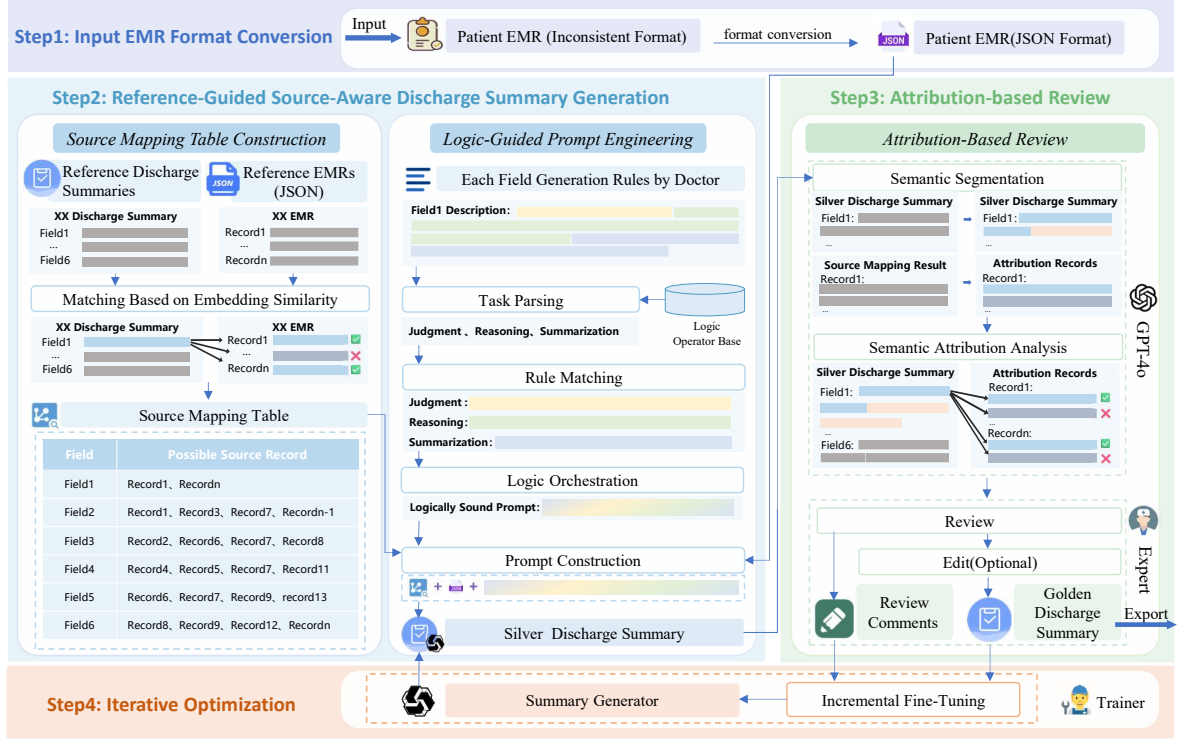 Step1: Input EMR Format Conversion
Input
Patient EMR (Inconsistent Format)
format conversion
JSON
Patient EMR(JSON Format)
Step2: Reference-Guided Source-Aware Discharge Summary Generation
Source Mapping Table Construction
Reference Discharge
Summaries
JSON
Reference EMRs
(JSON)
XX Discharge Summary
Field1
...
Field6
XX EMR
Record1
...
Recordn
Matching Based on Embedding Similarity
XX Discharge Summary
Field1
...
Field6
XX EMR
Record1
...
Recordn
Source Mapping Table
Field
Possible Source Record
Field1
Record1、Recordn
Field2
Record1、Record3、Record7、Recordn-1
Field3
Record2、Record6、Record7、Record8
Field4
Record4、Record5、Record7、Record11
Field5
Record6、Record7、Record9、record13
Field6
Record8、Record9、Record12、Recordn
Logic-Guided Prompt Engineering
Each Field Generation Rules by Doctor
Field1 Description:
Task Parsing
Logic
Operator Base
Judgment 、Reasoning、Summarization
Rule Matching
Judgment :
Reasoning:
Summarization:
Logic Orchestration
Logically Sound Prompt:
Prompt Construction
+ JSON +
Silver Discharge Summary
Step3: Attribution-based Review
Attribution-Based Review
Semantic Segmentation
Silver Discharge Summary
Field1:
...
Silver Discharge Summary
Field1:
...
Source Mapping Result
Record1:
...
Attribution Records
Record1:
...
Semantic Attribution Analysis
Silver Discharge Summary
Field1:
...
Field6:
Attribution Records
Record1:
...
Recordn:
GPT-4o
Review
Edit(Optional)
Expert
Review
Comments
Golden
Discharge
Summary
Export
Step4: Iterative Optimization
Summary Generator
Incremental Fine-Tuning
Trainer